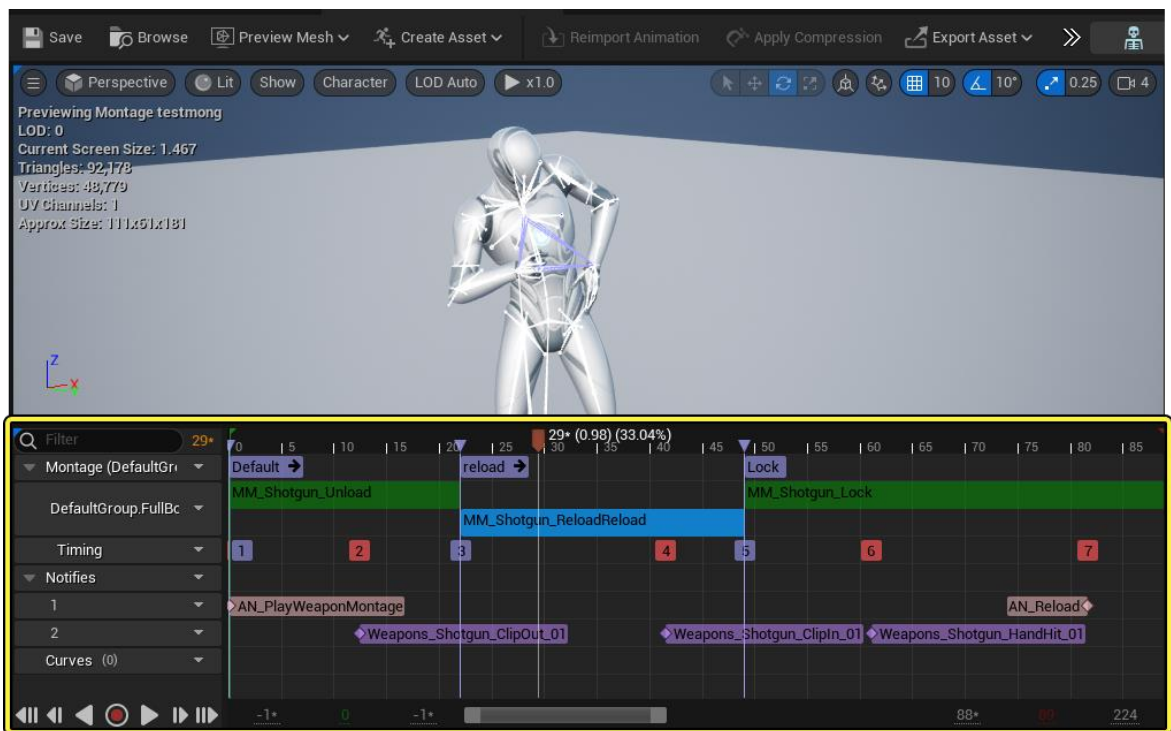 Save Browse Preview Mesh Create Asset Reimport Animation Apply Compression Export Asset
Perspective Lit Show Character LOD Auto x1.0 10 10° 0.25 4
Previewing Montage testmong
LOD: 0
Current Screen Size: 1.467
Triangles: 92,178
Vertices: 48,779
UV Channels: 1
Approx Size: 111x61x181
Z
X
Filter 29* 0 5 10 15 20 25 29* (0.98) (33.04%) 30 35 40 45 50 55 60 65 70 75 80 85
Montage (DefaultGr Default reload Lock
MM_Shotgun_Unload MM_Shotgun_Lock
DefaultGroup.FullBo
MM_Shotgun_ReloadReload
Timing 1 2 3 4 5 6 7
Notifies
1 AN_PlayWeaponMontage AN_Reload
2 Weapons_Shotgun_ClipOut_01 Weapons_Shotgun_ClipIn_01 Weapons_Shotgun_HandHit_01
Curves (0)
-1* 0 -1* 88* 224